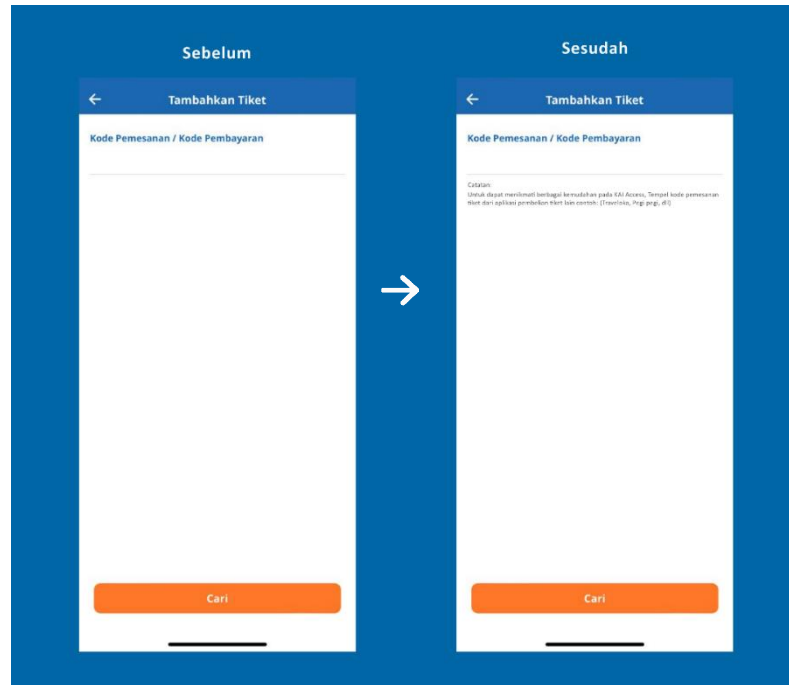 Sebelum
Sesudah
Tambahkan Tiket
Kode Pemesanan / Kode Pembayaran
Cari
Tambahkan Tiket
Kode Pemesanan / Kode Pembayaran
Catatan:
Untuk dapat menikmati berbagai kemudahan pada KAI Access, Tempel kode pemesanan
tiket dari aplikasi pembelian tiket lain contoh: (Traveloka, Pegi pegi, dll)
Cari